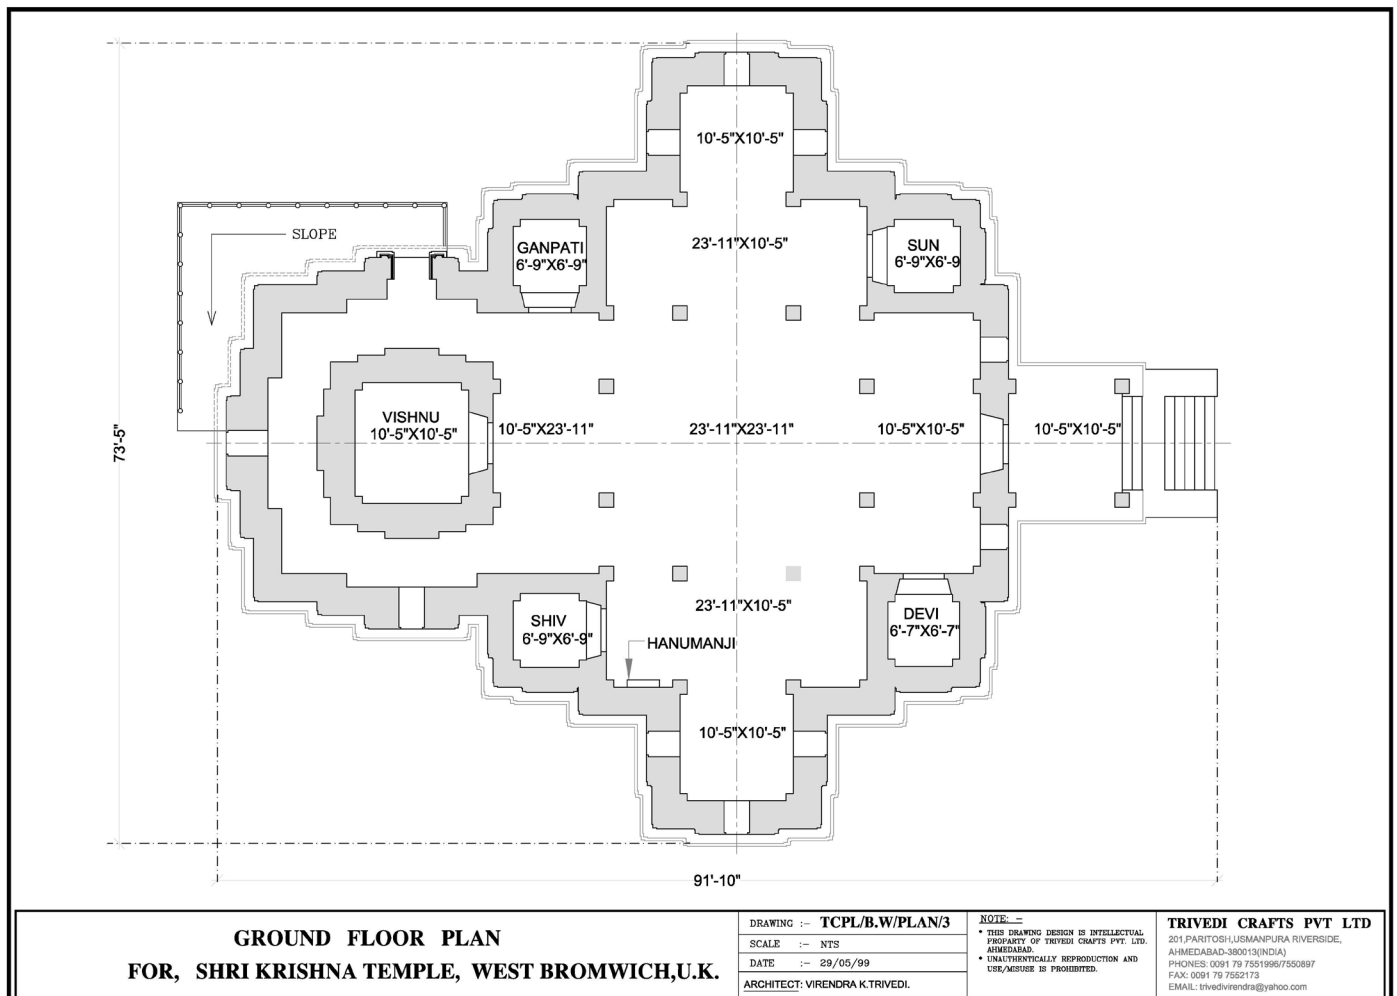 10'-5"X10'-5"
SLOPE
GANPATI
6'-9"X6'-9"
23'-11"X10'-5"
SUN
6'-9"X6'-9
VISHNU
10'-5"X10'-5"
10'-5"X23'-11"
23'-11"X23'-11"
10'-5"X10'-5"
10'-5"X10'-5"
73'-5"
SHIV
6'-9"X6'-9"
23'-11"X10'-5"
DEVI
6'-7"X6'-7"
HANUMANJI
10'-5"X10'-5"
91'-10"
GROUND FLOOR PLAN
FOR, SHRI KRISHNA TEMPLE, WEST BROMWICH,U.K.
DRAWING :- TCPL/B.W/PLAN/3
SCALE :- NTS
DATE :- 29/05/99
ARCHITECT: VIRENDRA K.TRIVEDI.
NOTE: -
* THIS DRAWING DESIGN IS INTELLECTUAL
PROPERTY OF TRIVEDI CRAFTS PVT. LTD.
AHMEDABAD.
* UNAUTHENTICALLY REPRODUCTION AND
USE/MISUSE IS PROHIBITED.
TRIVEDI CRAFTS PVT LTD
201,PARITOSH,USMANPURA RIVERSIDE,
AHMEDABAD-380013(INDIA)
PHONES: 0091 79 7551996/7550897
FAX: 0091 79 7552173
EMAIL: trivedivirendra@yahoo.com